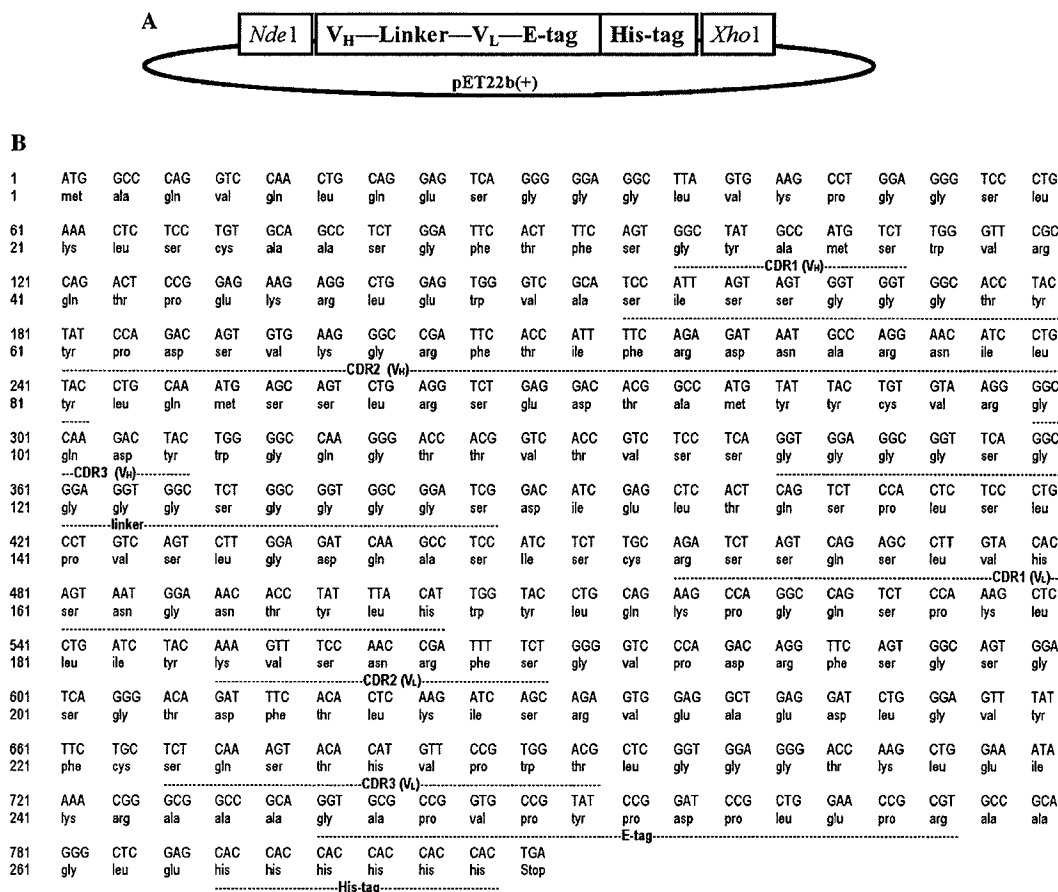 A
Nde1 VH—Linker—VL—E-tag His-tag Xho1
pET22b(+)
B
1 ATG GCC CAG GTC CAA CTG CAG GAG TCA GGG GGA GGC TTA GTG AAG CCT GGA GGG TCC CTG
1 met ala gln val gln leu gln glu ser gly gly gly leu val lys pro gly gly ser leu
61 AAA CTC TCC TGT GCA GCC TCT GGA TTC ACT TTC AGT GGC TAT GCC ATG TCT TGG GTT CGC
21 lys leu ser cys ala ala ser gly phe thr phe ser gly tyr ala met ser trp val arg
CDR1 (VH)
121 CAG ACT CCG GAG AAG AGG CTG GAG TGG GTC GCA TCC ATT AGT AGT GGT GGT GGC ACC TAC
41 gln thr pro glu lys arg leu glu trp val ala ser ile ser ser gly gly gly thr tyr
181 TAT CCA GAC AGT GTG AAG GGC CGA TTC ACC ATT TTC AGA GAT AAT GCC AGG AAC ATC CTG
61 tyr pro asp ser val lys gly arg phe thr ile phe arg asp asn ala arg asn ile leu
CDR2 (VH)
241 TAC CTG CAA ATG AGC AGT CTG AGG TCT GAG GAC ACG GCC ATG TAT TAC TGT GTA AGG GGC
81 tyr leu gln met ser ser leu arg ser glu asp thr ala met tyr tyr cys val arg gly
301 CAA GAC TAC TGG GGC CAA GGG ACC ACG GTC ACC GTC TCC TCA GGT GGA GGC GGT TCA GGC
101 gln asp tyr trp gly gln gly thr thr val thr val ser ser gly gly gly gly ser gly
CDR3 (VH)
361 GGA GGT GGC TCT GGC GGT GGC GGA TCG GAC ATC GAG CTC ACT CAG TCT CCA CTC TCC CTG
121 gly gly gly ser gly gly gly gly ser asp ile glu leu thr gln ser pro leu ser leu
linker
421 CCT GTC AGT CTT GGA GAT CAA GCC TCC ATC TCT TGC AGA TCT AGT CAG AGC CTT GTA CAC
141 pro val ser leu gly asp gln ala ser Ile ser cys arg ser ser gln ser leu val his
CDR1 (VL)
481 AGT AAT GGA AAC ACC TAT TTA CAT TGG TAC CTG CAG AAG CCA GGC CAG TCT CCA AAG CTC
161 ser asn gly asn thr tyr leu his trp tyr leu gln lys pro gly gln ser pro lys leu
541 CTG ATC TAC AAA GTT TCC AAC CGA TTT TCT GGG GTC CCA GAC AGG TTC AGT GGC AGT GGA
181 leu ile tyr lys val ser asn arg phe ser gly val pro asp arg phe ser gly ser gly
CDR2 (VL)
601 TCA GGG ACA GAT TTC ACA CTC AAG ATC AGC AGA GTG GAG GCT GAG GAT CTG GGA GTT TAT
201 ser gly thr asp phe thr leu lys ile ser arg val glu ala glu asp leu gly val tyr
661 TTC TGC TCT CAA AGT ACA CAT GTT CCG TGG ACG CTC GGT GGA GGG ACC AAG CTG GAA ATA
221 phe cys ser gln ser thr his val pro trp thr leu gly gly gly thr lys leu glu ile
CDR3 (VL)
721 AAA CGG GCG GCC GCA GGT GCG CCG GTG CCG TAT CCG GAT CCG CTG GAA CCG CGT GCC GCA
241 lys arg ala ala ala gly ala pro val pro tyr pro asp pro leu glu pro arg ala ala
E-tag
781 GGG CTC GAG CAC CAC CAC CAC CAC CAC TGA
261 gly leu glu his his his his his his Stop
His-tag